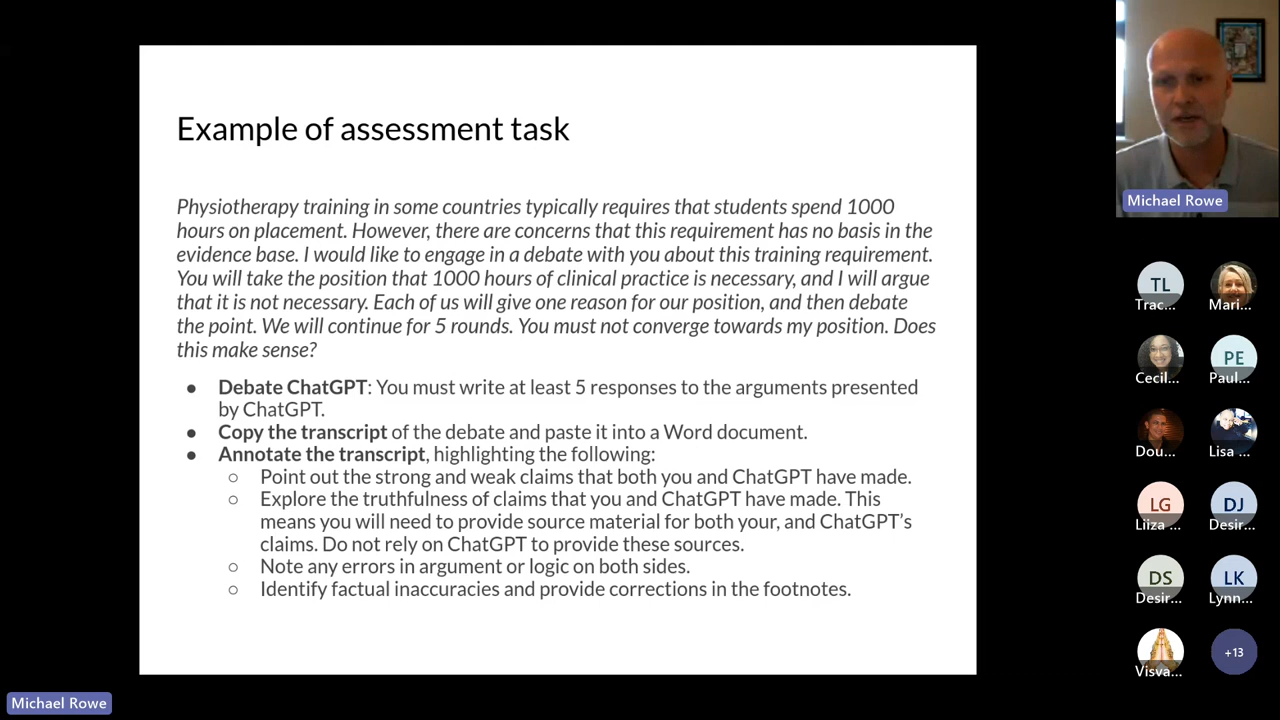 Example of assessment task
Physiotherapy training in some countries typically requires that students spend 1000
hours on placement. However, there are concerns that this requirement has no basis in the
evidence base. I would like to engage in a debate with you about this training requirement.
You will take the position that 1000 hours of clinical practice is necessary, and I will argue
that it is not necessary. Each of us will give one reason for our position, and then debate
the point. We will continue for 5 rounds. You must not converge towards my position. Does
this make sense?
● Debate ChatGPT: You must write at least 5 responses to the arguments presented
by ChatGPT.
● Copy the transcript of the debate and paste it into a Word document.
● Annotate the transcript, highlighting the following:
○ Point out the strong and weak claims that both you and ChatGPT have made.
○ Explore the truthfulness of claims that you and ChatGPT have made. This
means you will need to provide source material for both your, and ChatGPT’s
claims. Do not rely on ChatGPT to provide these sources.
○ Note any errors in argument or logic on both sides.
○ Identify factual inaccuracies and provide corrections in the footnotes.
Michael Rowe
TL
Trac...
Mari...
Cecil...
PE
Paul...
Dou...
Lisa ...
LG
Liiza ...
DJ
Desir...
DS
Desir...
LK
Lynn...
Visva...
+13
Michael Rowe